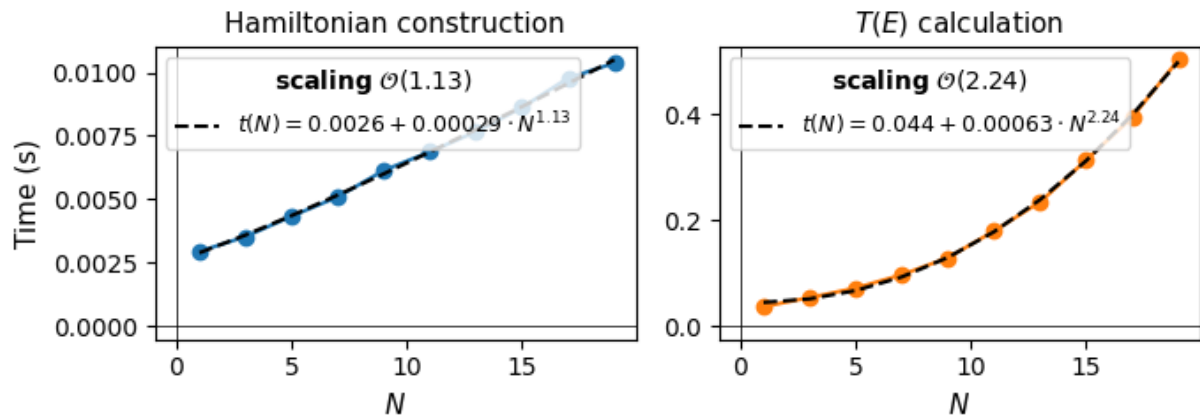 Hamiltonian construction
Time (s)
0.0100
0.0075
0.0050
0.0025
0.0000
scaling 𝒪(1.13)
t(N) = 0.0026 + 0.00029 · N^{1.13}
0 5 10 15
N
T(E) calculation
0.4
0.2
0.0
scaling 𝒪(2.24)
t(N) = 0.044 + 0.00063 · N^{2.24}
0 5 10 15
N